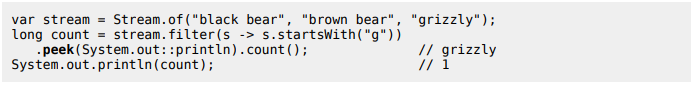 var stream = Stream.of("black bear", "brown bear", "grizzly");
long count = stream.filter(s -> s.startsWith("g"))
   .peek(System.out::println).count();              // grizzly
System.out.println(count);                          // 1